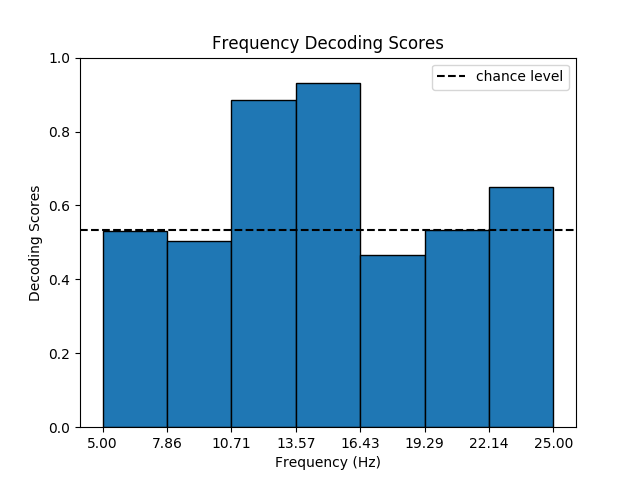 Frequency Decoding Scores
chance level
Decoding Scores
1.0
0.8
0.6
0.4
0.2
0.0
5.00 7.86 10.71 13.57 16.43 19.29 22.14 25.00
Frequency (Hz)